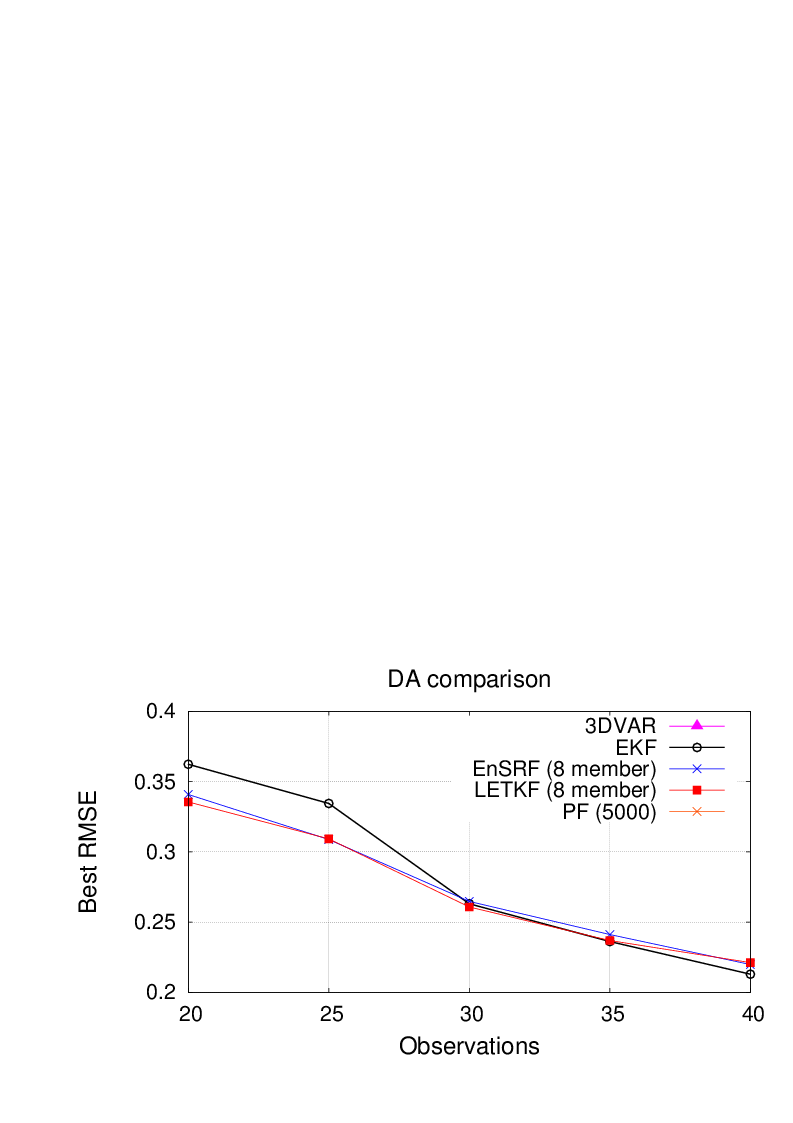 DA comparison
0.4
0.35
0.3
0.25
0.2
Best RMSE
3DVAR
EKF
EnSRF (8 member)
LETKF (8 member)
PF (5000)
20
25
30
35
40
Observations